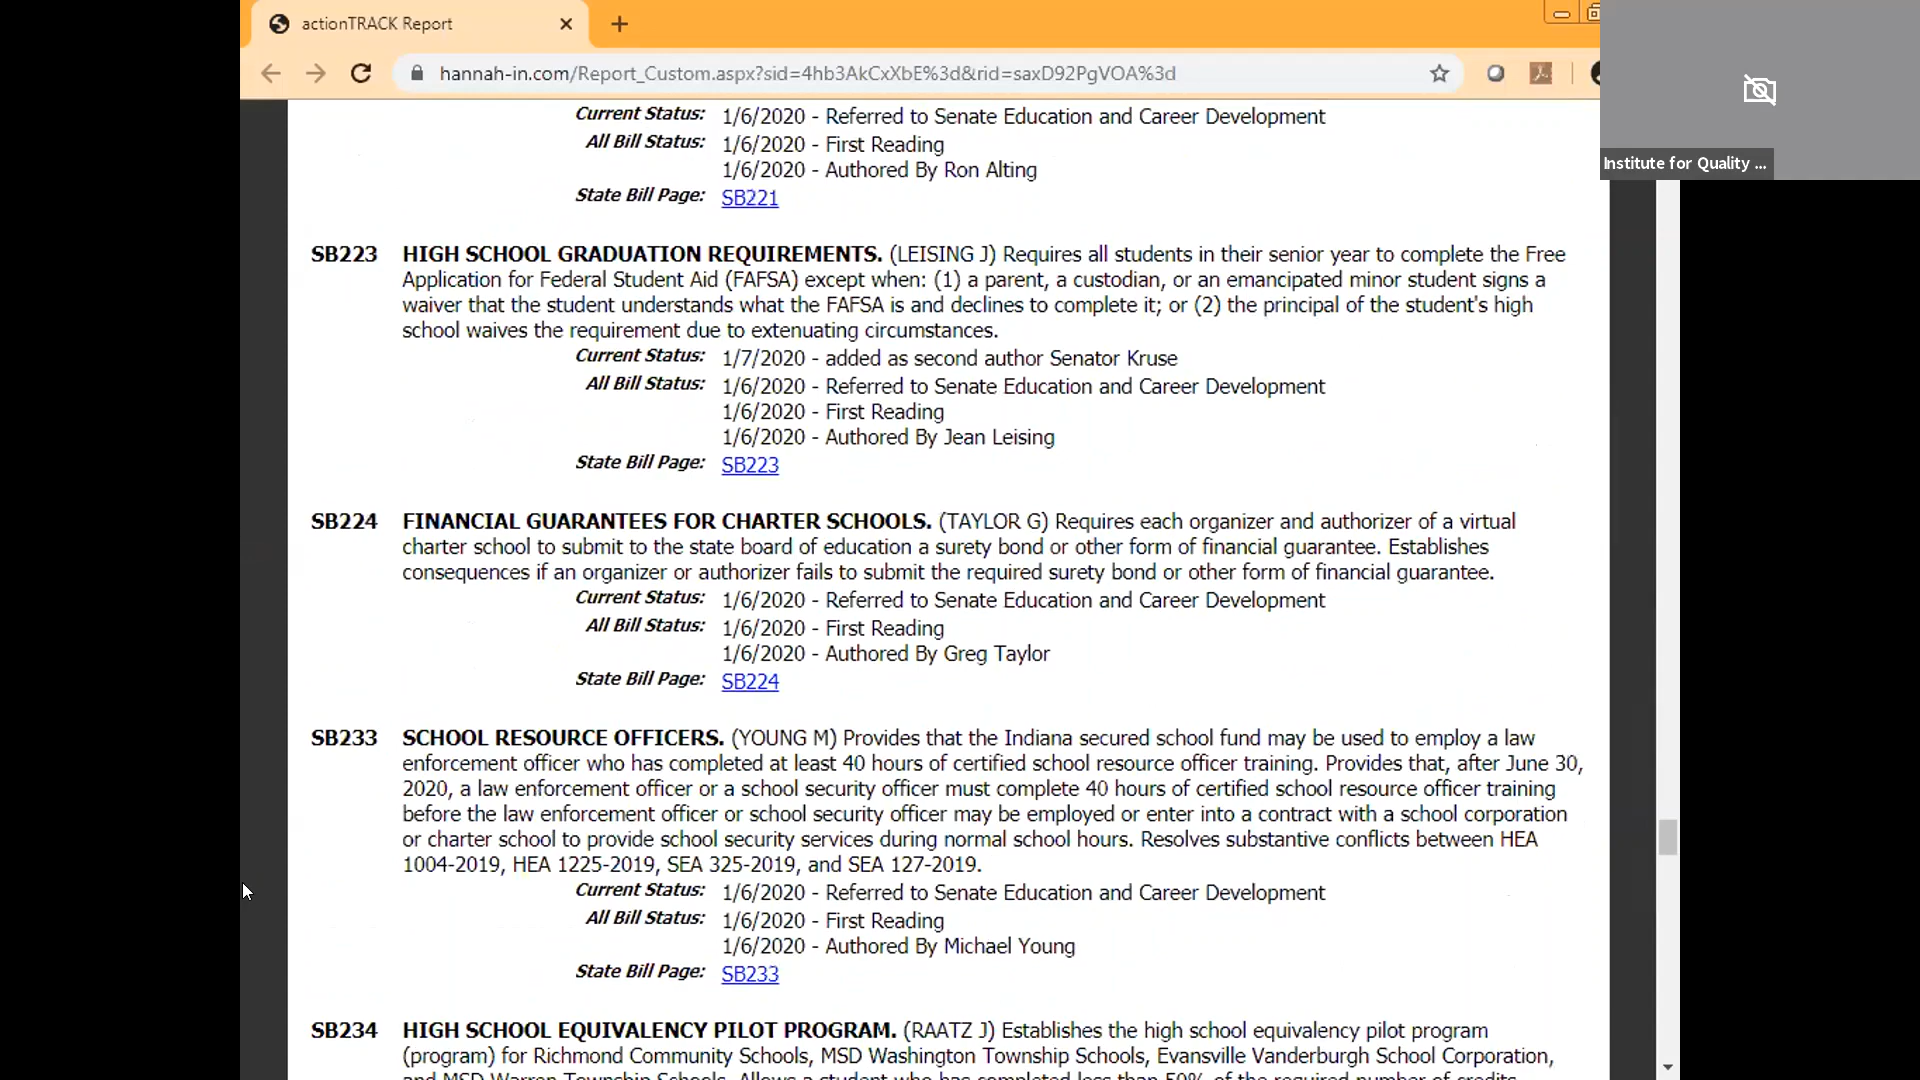 actionTRACK Report
hannah-in.com/Report_Custom.aspx?sid=4hb3AkCxXbE%3d&rid=saxD92PgVOA%3d
Institute for Quality ...
Current Status: 1/6/2020 - Referred to Senate Education and Career Development
All Bill Status: 1/6/2020 - First Reading
1/6/2020 - Authored By Ron Alting
State Bill Page: SB221
SB223 HIGH SCHOOL GRADUATION REQUIREMENTS. (LEISING J) Requires all students in their senior year to complete the Free
Application for Federal Student Aid (FAFSA) except when: (1) a parent, a custodian, or an emancipated minor student signs a
waiver that the student understands what the FAFSA is and declines to complete it; or (2) the principal of the student's high
school waives the requirement due to extenuating circumstances.
Current Status: 1/7/2020 - added as second author Senator Kruse
All Bill Status: 1/6/2020 - Referred to Senate Education and Career Development
1/6/2020 - First Reading
1/6/2020 - Authored By Jean Leising
State Bill Page: SB223
SB224 FINANCIAL GUARANTEES FOR CHARTER SCHOOLS. (TAYLOR G) Requires each organizer and authorizer of a virtual
charter school to submit to the state board of education a surety bond or other form of financial guarantee. Establishes
consequences if an organizer or authorizer fails to submit the required surety bond or other form of financial guarantee.
Current Status: 1/6/2020 - Referred to Senate Education and Career Development
All Bill Status: 1/6/2020 - First Reading
1/6/2020 - Authored By Greg Taylor
State Bill Page: SB224
SB233 SCHOOL RESOURCE OFFICERS. (YOUNG M) Provides that the Indiana secured school fund may be used to employ a law
enforcement officer who has completed at least 40 hours of certified school resource officer training. Provides that, after June 30,
2020, a law enforcement officer or a school security officer must complete 40 hours of certified school resource officer training
before the law enforcement officer or school security officer may be employed or enter into a contract with a school corporation
or charter school to provide school security services during normal school hours. Resolves substantive conflicts between HEA
1004-2019, HEA 1225-2019, SEA 325-2019, and SEA 127-2019.
Current Status: 1/6/2020 - Referred to Senate Education and Career Development
All Bill Status: 1/6/2020 - First Reading
1/6/2020 - Authored By Michael Young
State Bill Page: SB233
SB234 HIGH SCHOOL EQUIVALENCY PILOT PROGRAM. (RAATZ J) Establishes the high school equivalency pilot program
(program) for Richmond Community Schools, MSD Washington Township Schools, Evansville Vanderburgh School Corporation,
and MSD Warren Township Schools. Allows a student who has completed less than 50% of the required number of credits